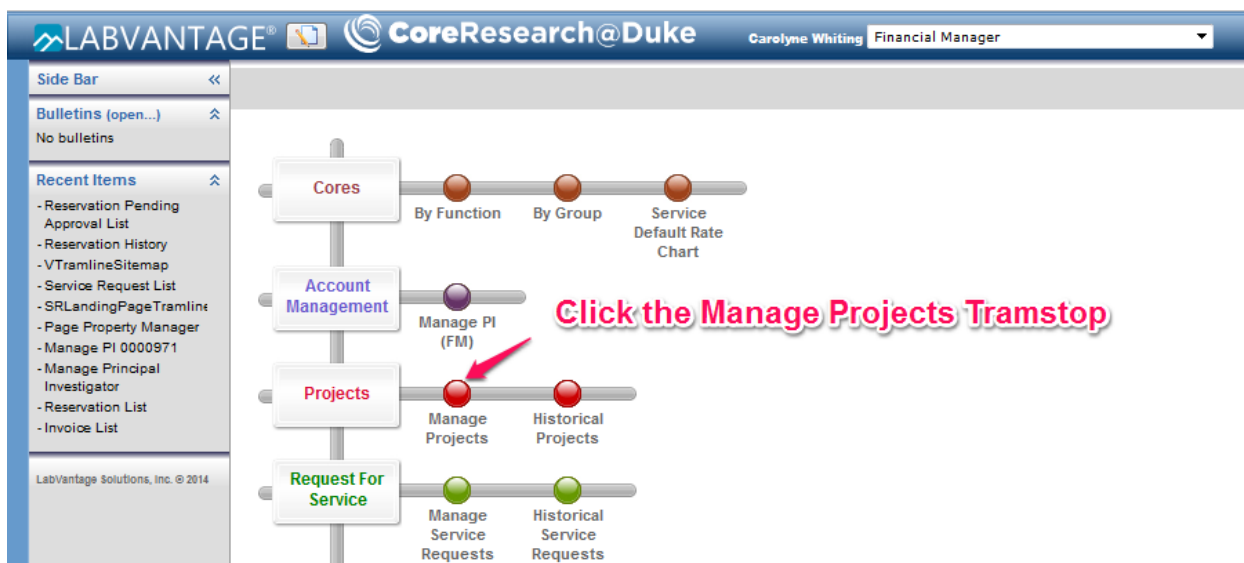 LABVANTAGE® CoreResearch@Duke Carolyne Whiting Financial Manager
Side Bar
Bulletins (open...)
No bulletins
Recent Items
- Reservation Pending
Approval List
- Reservation History
- VTramlineSitemap
- Service Request List
- SRLandingPageTramline
- Page Property Manager
- Manage PI 0000971
- Manage Principal
Investigator
- Reservation List
- Invoice List
LabVantage Solutions, Inc. © 2014
Cores
By Function
By Group
Service
Default Rate
Chart
Account
Management
Manage PI
(FM)
Click the Manage Projects Tramstop
Projects
Manage
Projects
Historical
Projects
Request For
Service
Manage
Service
Requests
Historical
Service
Requests